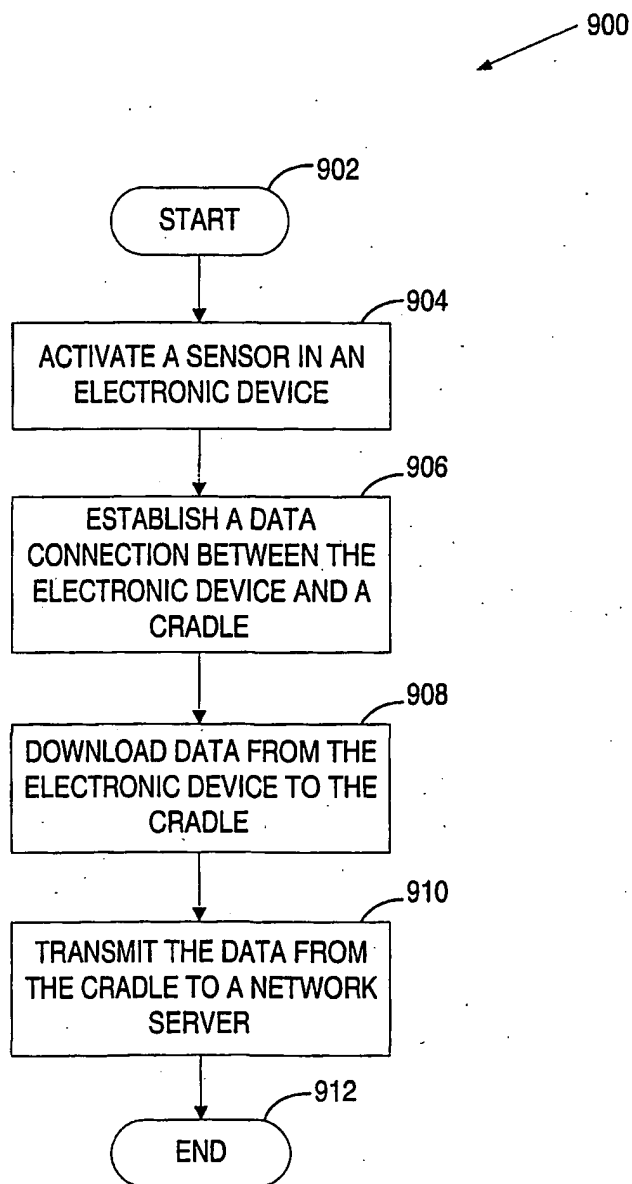 900
902
START
904
ACTIVATE A SENSOR IN AN
ELECTRONIC DEVICE
906
ESTABLISH A DATA
CONNECTION BETWEEN THE
ELECTRONIC DEVICE AND A
CRADLE
908
DOWNLOAD DATA FROM THE
ELECTRONIC DEVICE TO THE
CRADLE
910
TRANSMIT THE DATA FROM
THE CRADLE TO A NETWORK
SERVER
912
END